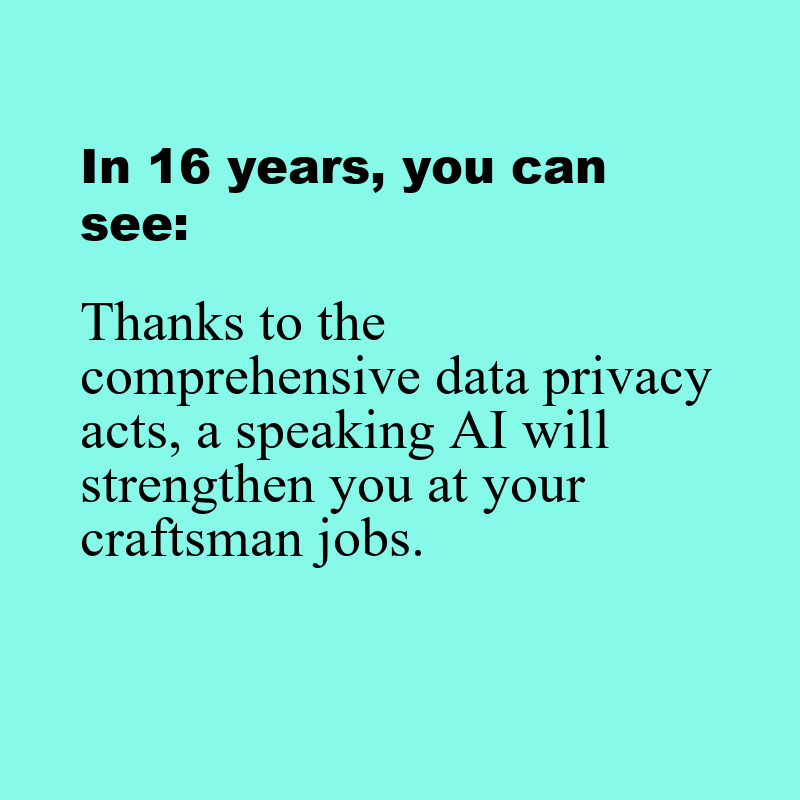 In 16 years, you can
see:
Thanks to the
comprehensive data privacy
acts, a speaking AI will
strengthen you at your
craftsman jobs.